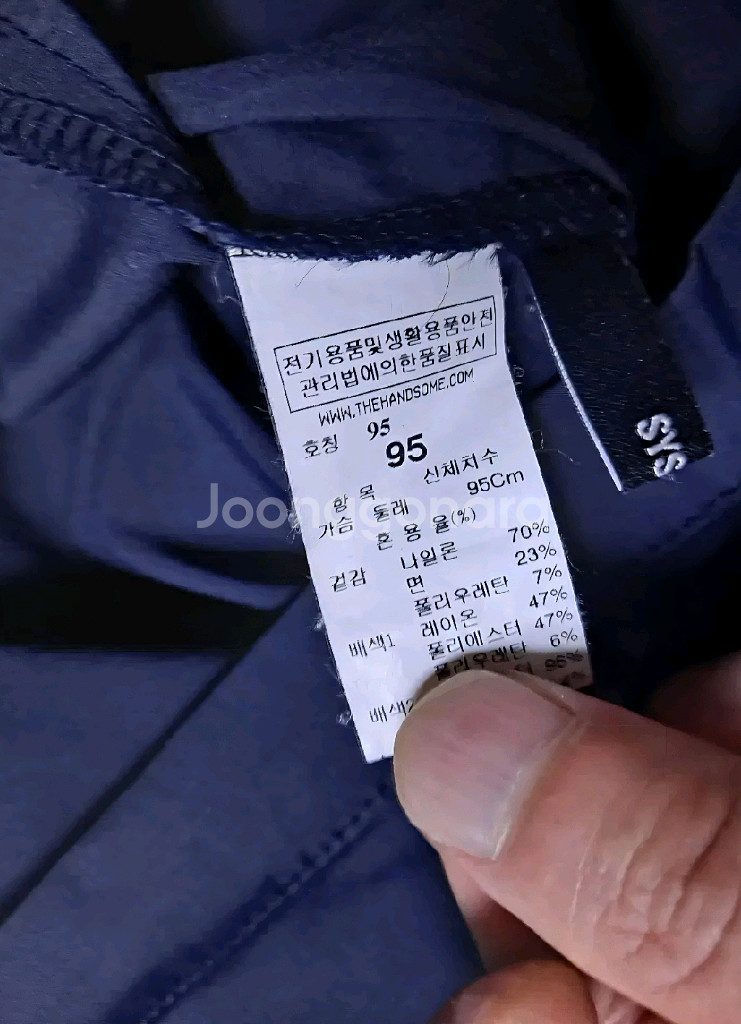 전기용품및생활용품안전
관리법에의한품질표시
WWW.THEHANDSOME.COM
호칭 95
95
항 목 신체치수
가슴 둘레 95Cm
혼 용 율(%)
겉감 나일론 70%
면 23%
폴리우레탄 7%
배색1 레이온 47%
폴리에스터 47%
폴리우레탄 6%
배색2
SYS
Joonggonara